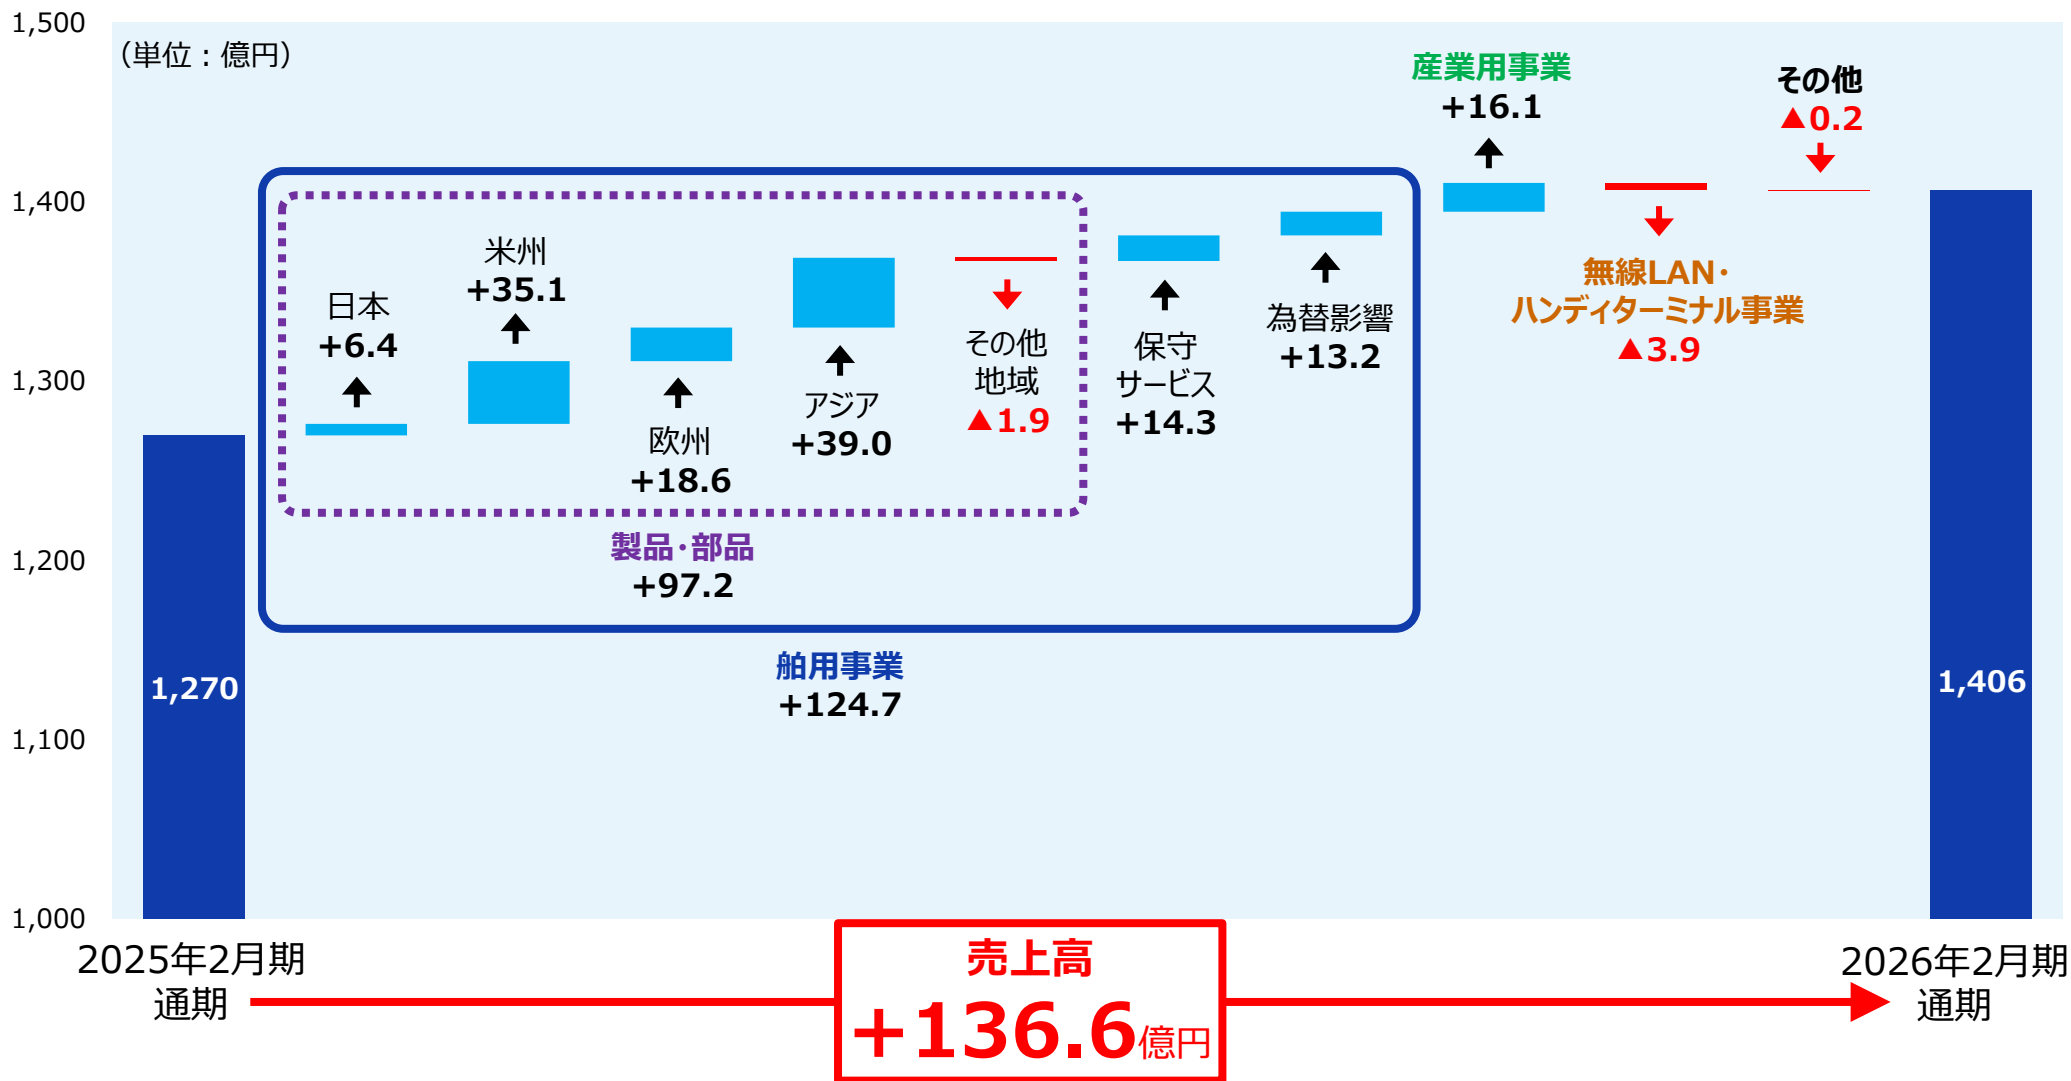 1,500
1,400
1,300
1,200
1,100
1,000
（単位：億円）
1,270
日本
+6.4
米州
+35.1
欧州
+18.6
アジア
+39.0
その他
地域
▲1.9
製品・部品
+97.2
保守
サービス
+14.3
為替影響
+13.2
舶用事業
+124.7
産業用事業
+16.1
無線LAN・
ハンディターミナル事業
▲3.9
その他
▲0.2
1,406
2025年2月期
通期
売上高
+136.6億円
2026年2月期
通期